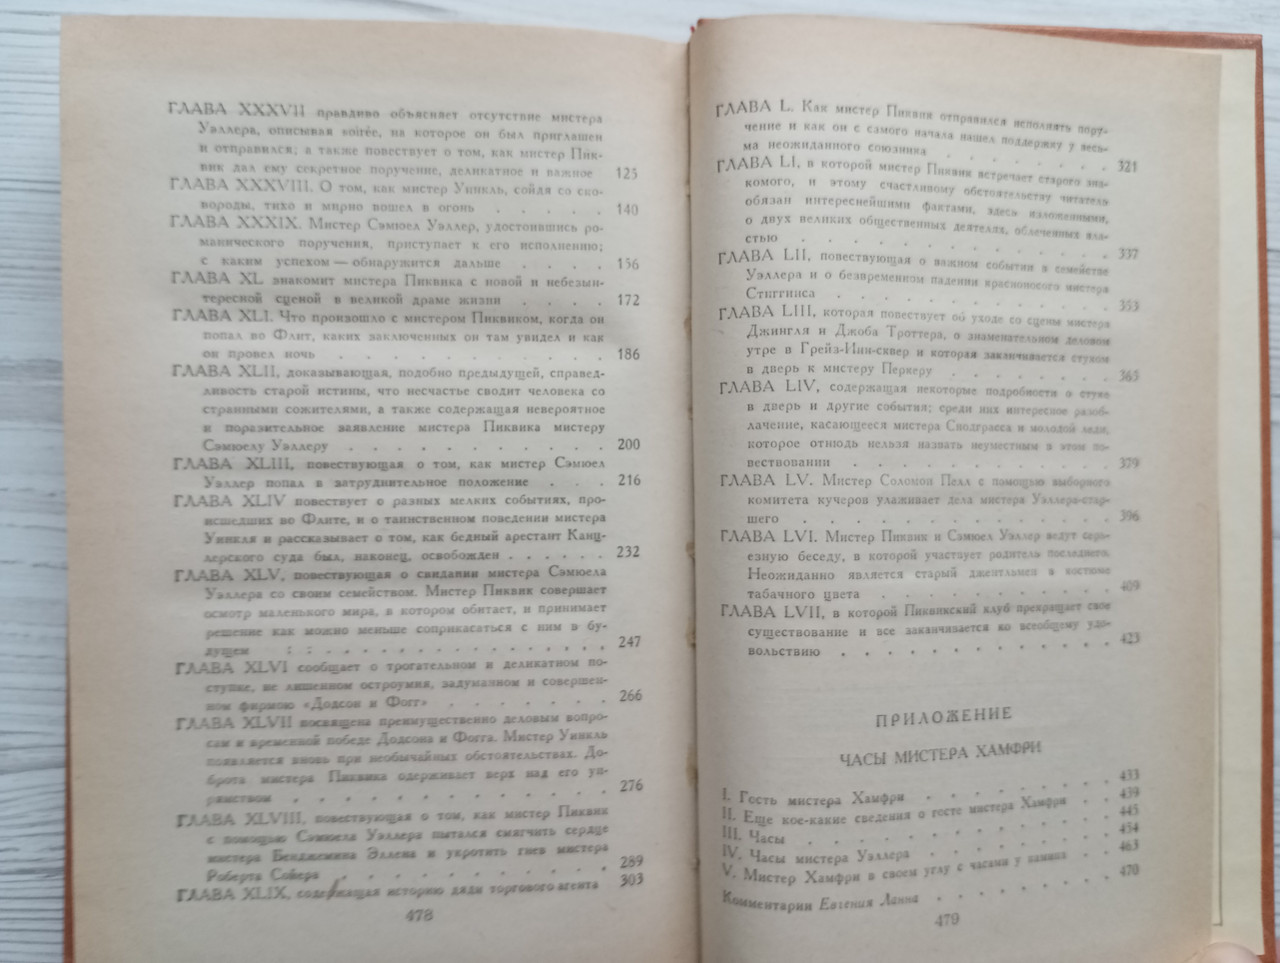 ГЛАВА XXXVII правдиво объясняет отсутствие мистера
Уэллера, описывая soirée, на которое он был приглашен
и отправился; а также повествует о том, как мистер Пик-
вик дал ему секретное поручение, деликатное и важное 125
ГЛАВА XXXVIII. О том, как мистер Уинкль, сойдя со ско-
вороды, тихо и мирно вошел в огонь . . . . . 140
ГЛАВА XXXIX. Мистер Сэмюел Уэллер, удостоившись ро-
манического поручения, приступает к его исполнению;
с каким успехом — обнаружится дальше . . . . 156
ГЛАВА XL знакомит мистера Пиквика с новой и небезын-
тересной сценой в великой драме жизни . . . . 172
ГЛАВА XLI. Что произошло с мистером Пиквиком, когда он
попал во Флит, каких заключенных он там увидел и как
он провел ночь . . . . . . . . . . . 186
ГЛАВА XLII, доказывающая, подобно предыдущей, справед-
ливость старой истины, что несчастье сводит человека со
странными сожителями, а также содержащая невероятное
и поразительное заявление мистера Пиквика мистеру
Сэмюелу Уэллеру . . . . . . . . . . 200
ГЛАВА XLIII, повествующая о том, как мистер Сэмюел
Уэллер попал в затруднительное положение . . . 216
ГЛАВА XLIV повествует о разных мелких событиях, про-
исшедших во Флите, и о таинственном поведении мистера
Уинкля и рассказывает о том, как бедный арестант Канц-
лерского суда был, наконец, освобожден . . . . . . 232
ГЛАВА XLV, повествующая о свидании мистера Сэмюела
Уэллера со своим семейством. Мистер Пиквик совершает
осмотр маленького мира, в котором обитает, и принимает
решение как можно меньше соприкасаться с ним в бу-
дущем : : . . . . . . . . . . . . . 247
ГЛАВА XLVI сообщает о трогательном и деликатном по-
ступке, не лишенном остроумия, задуманном и совершен-
ном фирмою «Додсон и Фогг» . . . . . . . 266
ГЛАВА XLVII посвящена преимущественно деловым вопро-
сам и временной победе Додсона и Фогга. Мистер Уинкль
появляется вновь при необычайных обстоятельствах. До-
брота мистера Пиквика одерживает верх над его уп-
рямством . . . . . . . . . . . . . 276
ГЛАВА XLVIII, повествующая о том, как мистер Пиквик
с помощью Сэмюела Уэллера пытался смягчить сердце
мистера Бенджемина Эллена и укротить гнев мистера
Роберта Сойера . . . . . . . . . . . 289
ГЛАВА XLIX, содержащая историю дяди торгового агента 303
478
ГЛАВА L. Как мистер Пиквик отправился исполнять пору-
чение и как он с самого начала нашел поддержку у весь-
ма неожиданного союзника . . . . . . . . 321
ГЛАВА LI, в которой мистер Пиквик встречает старого зна-
комого, и этому счастливому обстоятельству читатель
обязан интереснейшими фактами, здесь изложенными,
о двух великих общественных деятелях, облеченных вла-
стью . . . . . . . . . . . . . . 337
ГЛАВА LII, повествующая о важном событии в семействе
Уэллера и о безвременном падении красноносого мистера
Стиггинса . . . . . . . . . . . . . 353
ГЛАВА LIII, которая повествует об уходе со сцены мистера
Джингля и Джоба Троттера, о знаменательном деловом
утре в Грейз-Инн-сквер и которая заканчивается стуком
в дверь к мистеру Перкеру . . . . . . . . 365
ГЛАВА LIV, содержащая некоторые подробности о стуке
в дверь и другие события; среди них интересное разоб-
лачение, касающееся мистера Снодграсса и молодой леди,
которое отнюдь нельзя назвать неуместным в этом по-
вествовании . . . . . . . . . . . . 379
ГЛАВА LV. Мистер Соломон Пелл с помощью выборного
комитета кучеров улаживает дела мистера Уэллера-стар-
шего . . . . . . . . . . . . . . 396
ГЛАВА LVI. Мистер Пиквик и Сэмюел Уэллер ведут серь-
езную беседу, в которой участвует родитель последнего.
Неожиданно является старый джентльмен в костюме
табачного цвета . . . . . . . . . . . 409
ГЛАВА LVII, в которой Пиквикский клуб прекращает свое
существование и все заканчивается ко всеобщему удо-
вольствию . . . . . . . . . . . . . 423
ПРИЛОЖЕНИЕ
ЧАСЫ МИСТЕРА ХАМФРИ
I. Гость мистера Хамфри . . . . . . . . 433
II. Еще кое-какие сведения о госте мистера Хамфри . . 439
III. Часы . . . . . . . . . . . . . 445
IV. Часы мистера Уэллера . . . . . . . . 454
V. Мистер Хамфри в своем углу с часами у камина . . 463
Комментарии Евгения Ланна . . . . . . . . 470
479